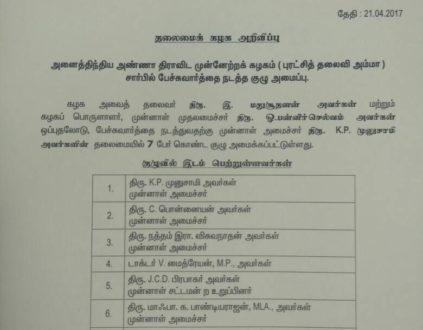 தேதி : 21.04.2017
தலைமைக் கழக அறிவிப்பு
அனைத்திந்திய அண்ணா திராவிட முன்னேற்றக் கழகம் ( புரட்சித் தலைவி அம்மா )
சார்பில் பேச்சுவார்த்தை நடத்த குழு அமைப்பு.
கழக அவைத் தலைவர் திரு. இ. மதுசூதனன் அவர்கள் மற்றும்
கழகப் பொருளாளர், முன்னாள் முதலமைச்சர் திரு. ஓ.பன்னீர்செல்வம் அவர்கள்
ஒப்புதலோடு, பேச்சுவார்த்தை நடத்துவதற்கு முன்னாள் அமைச்சர் திரு. K.P. முனுசாமி
அவர்களின் தலைமையில் 7 பேர் கொண்ட குழு அமைக்கப்பட்டுள்ளது.
குழுவில் இடம் பெற்றுள்ளவர்கள்
1. திரு. K.P. முனுசாமி அவர்கள்
முன்னாள் அமைச்சர்
2. திரு. C. பொன்னையன் அவர்கள்
முன்னாள் அமைச்சர்
3. திரு. நத்தம் இரா. விசுவநாதன் அவர்கள்
முன்னாள் அமைச்சர்
4. டாக்டர் V. மைத்ரேயன், M.P., அவர்கள்
5. திரு. J.C.D. பிரபாகர் அவர்கள்
முன்னாள் சட்டமன்ற உறுப்பினர்
6. திரு. மாஃபா. க. பாண்டியராஜன், MLA., அவர்கள்
முன்னாள் அமைச்சர்